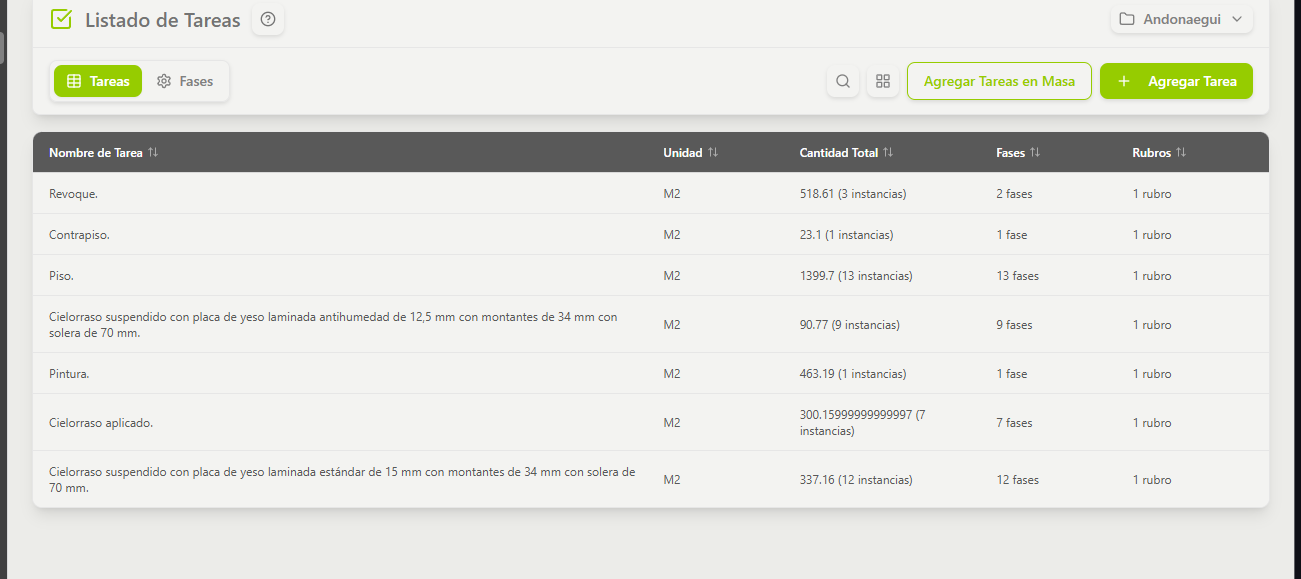 Listado de Tareas
Andonaegui
Tareas Fases Agregar Tareas en Masa + Agregar Tarea
Nombre de Tarea ↑↓ Unidad ↑↓ Cantidad Total ↑↓ Fases ↑↓ Rubros ↑↓
Revoque. M2 518.61 (3 instancias) 2 fases 1 rubro
Contrapiso. M2 23.1 (1 instancias) 1 fase 1 rubro
Piso. M2 1399.7 (13 instancias) 13 fases 1 rubro
Cielorraso suspendido con placa de yeso laminada antihumedad de 12,5 mm con montantes de 34 mm con
solera de 70 mm. M2 90.77 (9 instancias) 9 fases 1 rubro
Pintura. M2 463.19 (1 instancias) 1 fase 1 rubro
Cielorraso aplicado. M2 300.15999999999997 (7
instancias) 7 fases 1 rubro
Cielorraso suspendido con placa de yeso laminada estándar de 15 mm con montantes de 34 mm con solera de
70 mm. M2 337.16 (12 instancias) 12 fases 1 rubro